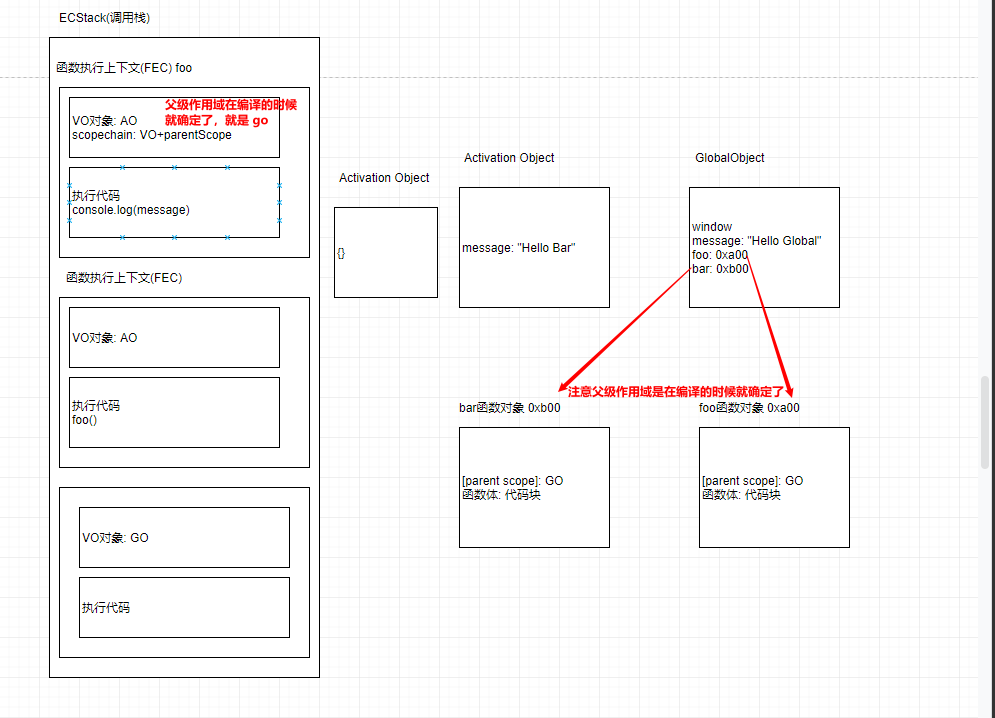 ECStack(调用栈)
函数执行上下文(FEC) foo
VO对象: AO
scopechain: VO+parentScope
父级作用域在编译的时候
就确定了，就是 go
执行代码
console.log(message)
函数执行上下文(FEC)
VO对象: AO
执行代码
foo()
VO对象: GO
执行代码
Activation Object
{}
Activation Object
message: "Hello Bar"
GlobalObject
window
message: "Hello Global"
foo: 0xa00
bar: 0xb00
注意父级作用域是在编译的时候就确定了
bar函数对象 0xb00
[parent scope]: GO
函数体: 代码块
foo函数对象 0xa00
[parent scope]: GO
函数体: 代码块